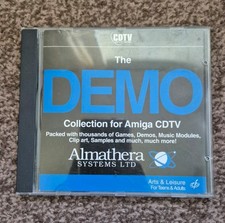 CDTV
The
DEMO
Collection for Amiga CDTV
Packed with thousands of Games, Demos, Music Modules,
Clip art, Samples and much, much more!
Almathera
SYSTEMS LTD
Arts & Leisure
For Teens & Adults